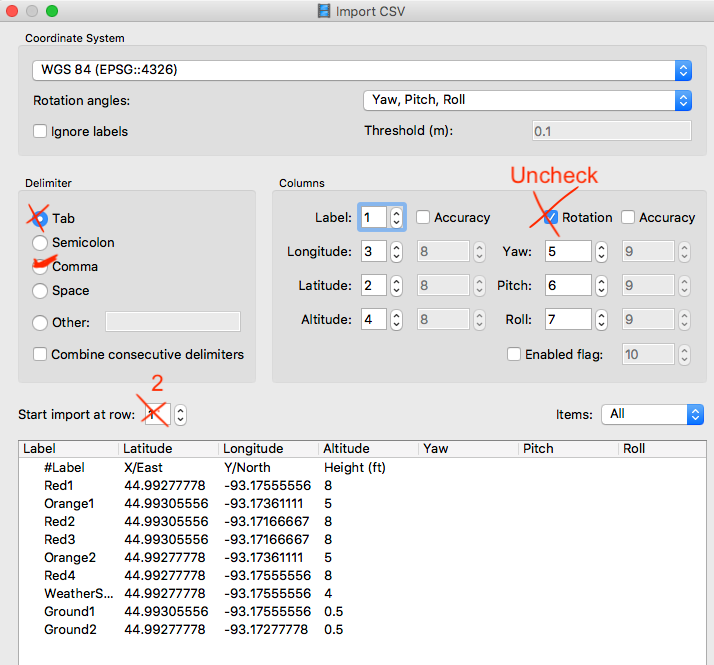 Import CSV
Coordinate System
WGS 84 (EPSG::4326)
Rotation angles: Yaw, Pitch, Roll
Ignore labels Threshold (m): 0.1
Delimiter Columns
Uncheck
Tab Label: 1 Accuracy Rotation Accuracy
Semicolon
Longitude: 3 8 Yaw: 5 9
Comma
Latitude: 2 8 Pitch: 6 9
Space
Altitude: 4 8 Roll: 7 9
Other:
Combine consecutive delimiters Enabled flag: 10
2
Start import at row: 1 Items: All
Label Latitude Longitude Altitude Yaw Pitch Roll
#Label X/East Y/North Height (ft)
Red1 44.99277778 -93.17555556 8
Orange1 44.99305556 -93.17361111 5
Red2 44.99305556 -93.17166667 8
Red3 44.99305556 -93.17166667 8
Orange2 44.99277778 -93.17361111 5
Red4 44.99277778 -93.17555556 8
WeatherS... 44.99277778 -93.17555556 4
Ground1 44.99305556 -93.17555556 0.5
Ground2 44.99277778 -93.17277778 0.5